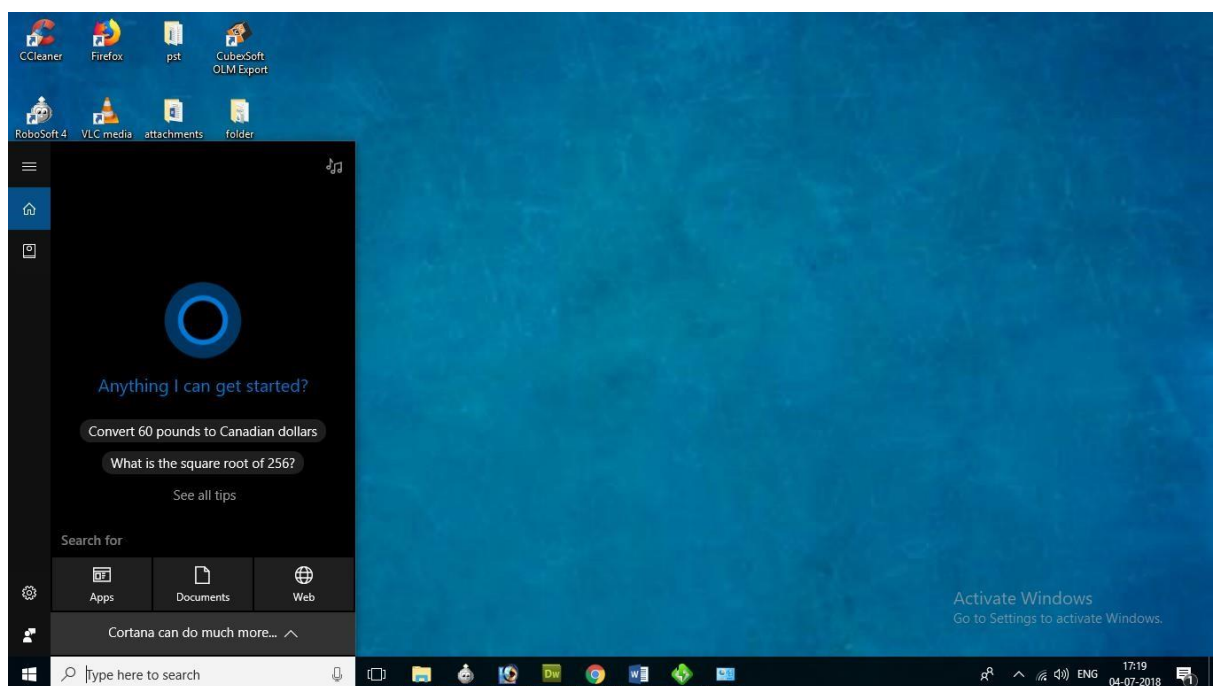 CCleaner
Firefox
pst
CubexSoft
OLM Export
RoboSoft 4
VLC media
attachments
folder
Anything I can get started?
Convert 60 pounds to Canadian dollars
What is the square root of 256?
See all tips
Search for
Apps
Documents
Web
Cortana can do much more...
Activate Windows
Go to Settings to activate Windows.
Type here to search
Dw
ENG
17:19
04-07-2018
1